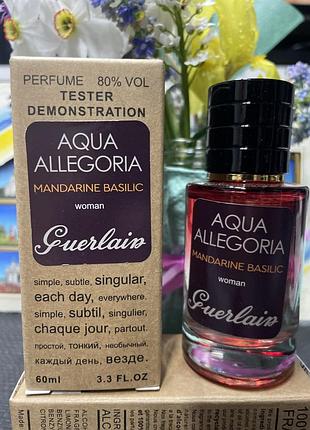 PERFUME 80% VOL
TESTER
DEMONSTRATION
AQUA
ALLEGORIA
MANDARINE BASILIC
woman
Guerlain
simple, subtle, singular,
each day, everywhere.
simple, subtil, singulier,
chaque jour, partout.
простой, тонкий, необычный.
каждый день, везде.
60ml 3.3 FL.OZ
AQUA
ALLEGORIA
MANDARINE BASILIC
woman
Guerlain